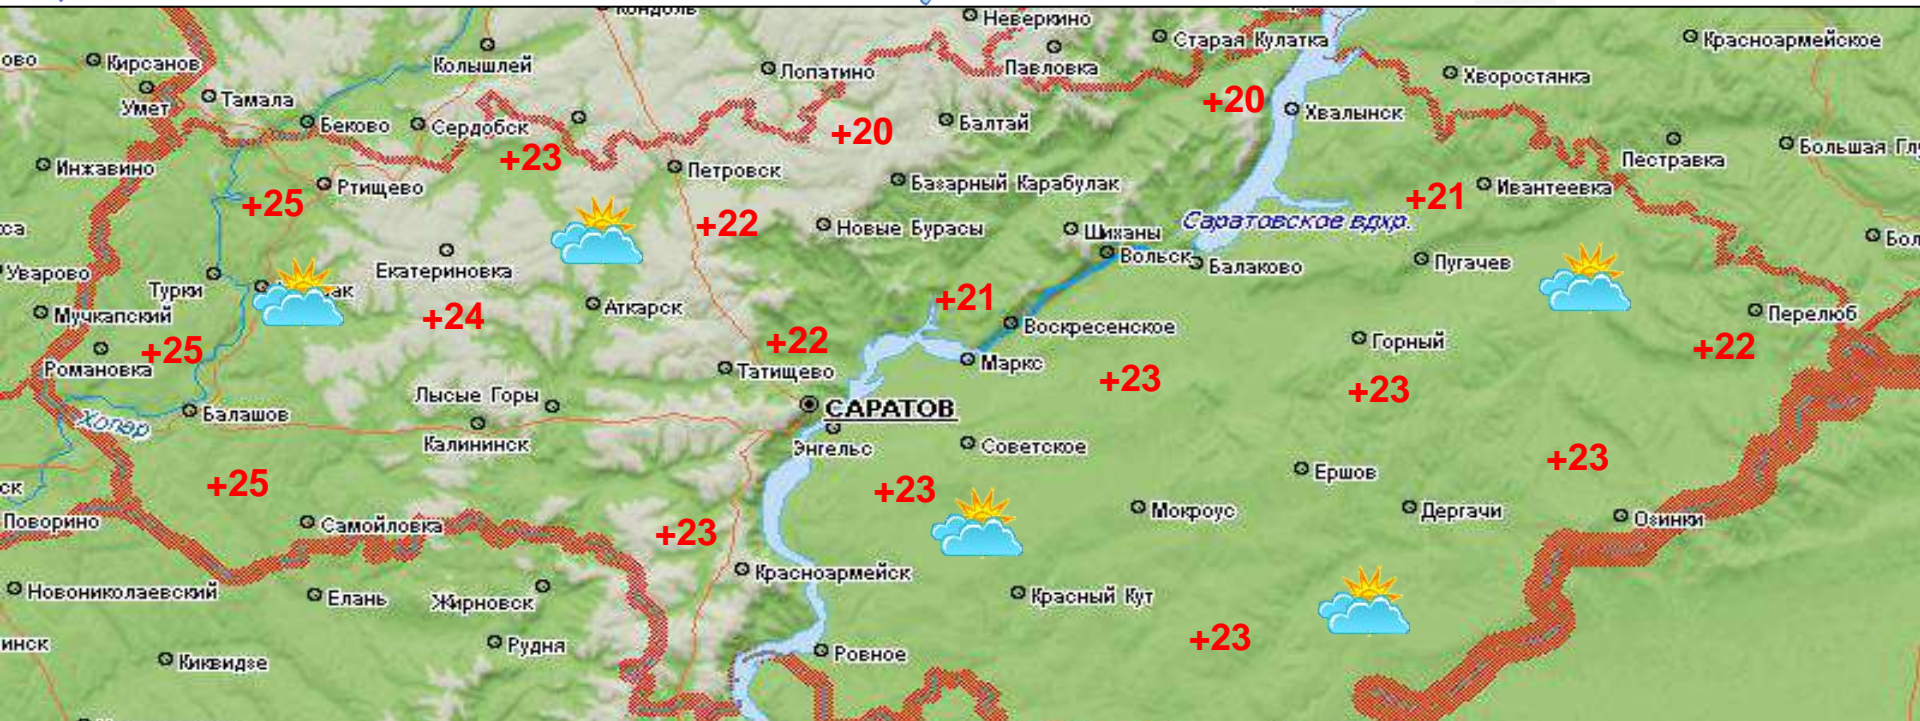 Неверкино
Старая Кулатка
Красноармейское
Кирсанов
Колышлей
Лопатино
Павловка
Хворостянка
Умет
Тамала
+20
Хвалынск
Беково
Сердобск
+20
Балтай
Пестравка
Большая
Инжавино
+23
Петровск
Ртищево
Базарный Карабулак
+21
Ивантеевка
+25
+22
Новые Бурасы
Шиханы
Саратовское вдхр.
Уварово
Екатериновка
Вольск
Балаково
Пугачев
Турки
Мучкапский
+24
Аткарск
+21
Воскресенское
Перелюб
+25
Романовка
+22
Татищево
Маркс
+23
Горный
+22
+23
Лысые Горы
Балашов
Хопер
САРАТОВ
Калининск
Энгельс
Советское
+25
+23
Ершов
+23
Поворино
Самойловка
+23
Мокроус
Дергачи
Озинки
Новониколаевский
Елань
Жирновск
Красноармейск
Красный Кут
Киквидзе
Рудня
Ровное
+23